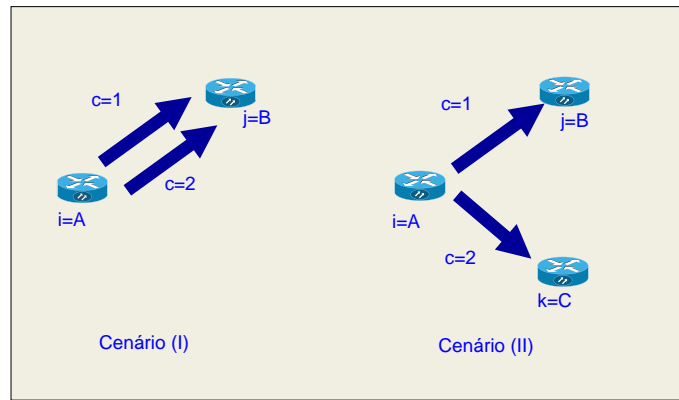 c=1
j=B
c=2
i=A
Cenário (I)
c=1
j=B
i=A
c=2
k=C
Cenário (II)